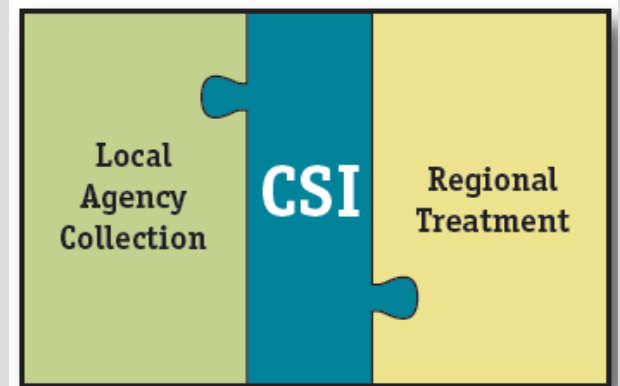 Local
Agency
Collection
CSI
Regional
Treatment